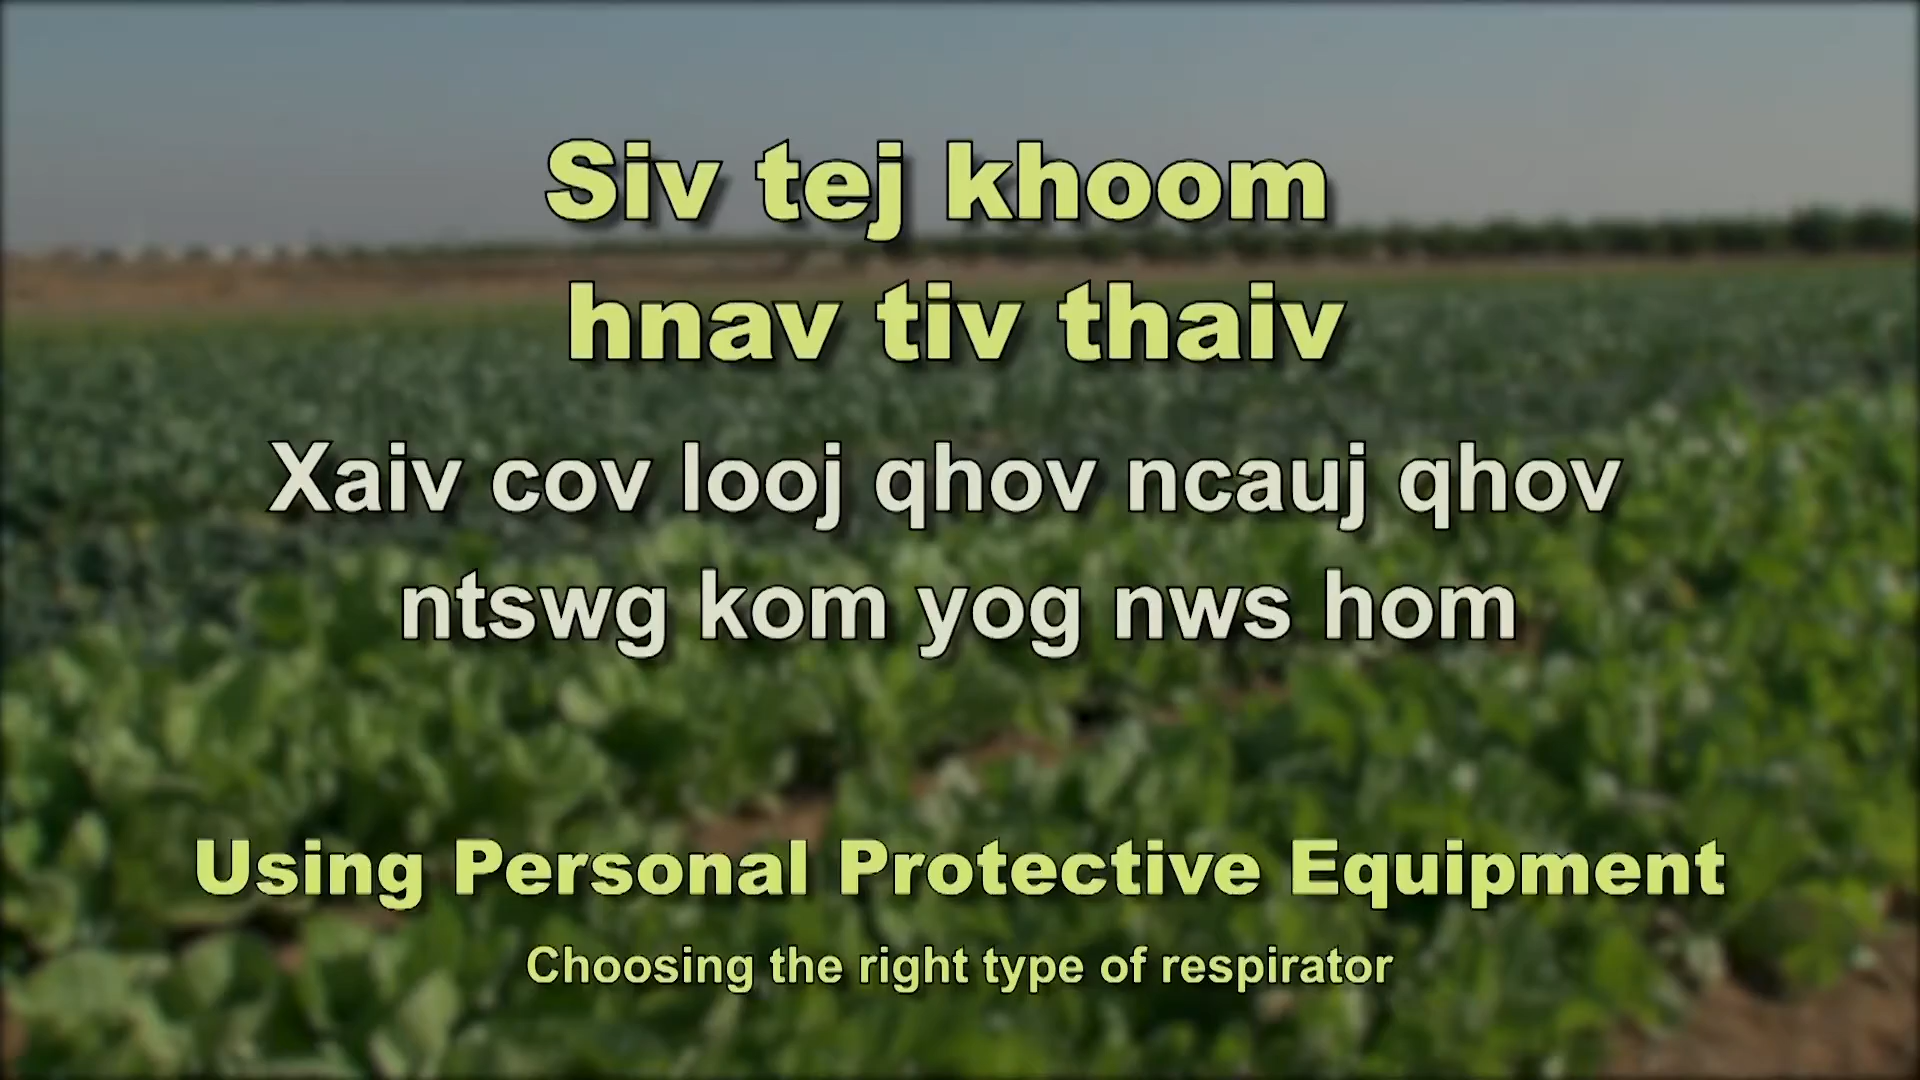 Siv tej khoom
hnav tiv thaiv
Xaiv cov looj qhov ncauj qhov
ntswg kom yog nws hom
Using Personal Protective Equipment
Choosing the right type of respirator